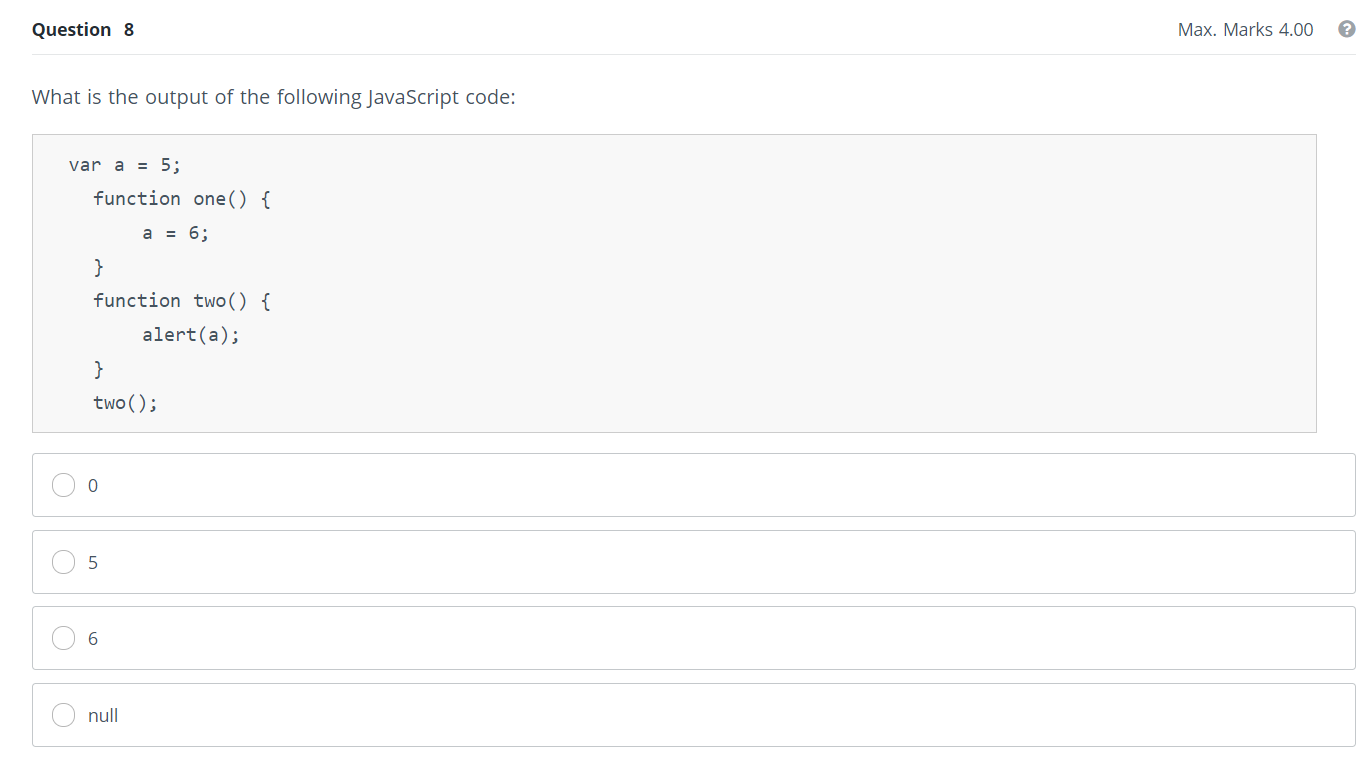 Question 8
Max. Marks 4.00
?
What is the output of the following JavaScript code:
var a = 5;
function one() {
a = 6;
}
function two() {
alert(a);
}
two();
0
5
6
null